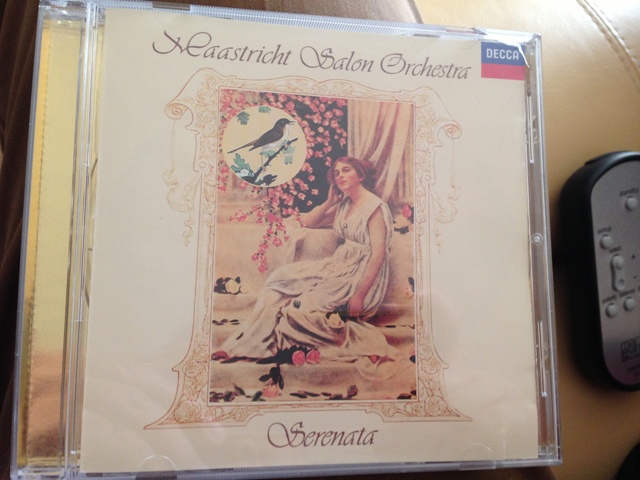 Maastricht Salon Orchestra
DECCA
Serenata